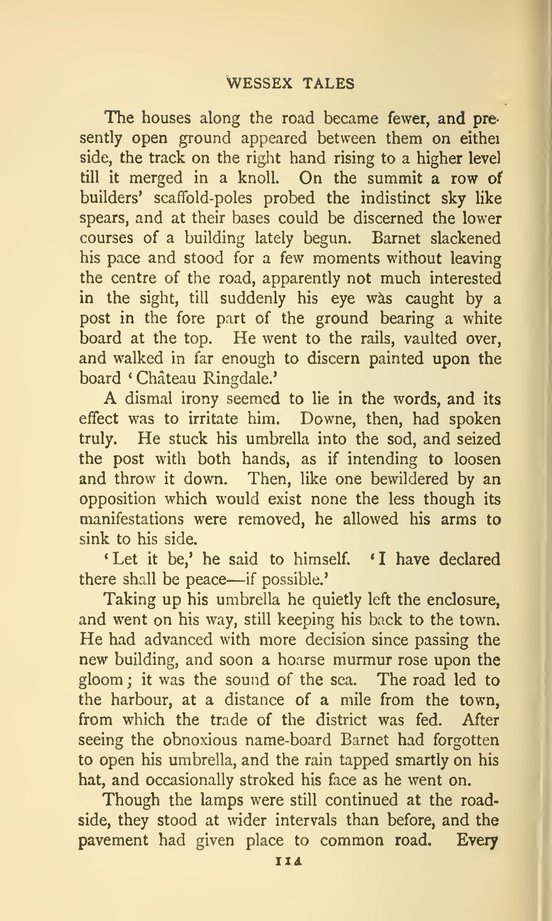 WESSEX TALES
The houses along the road became fewer, and pre-
sently open ground appeared between them on either
side, the track on the right hand rising to a higher level
till it merged in a knoll. On the summit a row of
builders' scaffold-poles probed the indistinct sky like
spears, and at their bases could be discerned the lower
courses of a building lately begun. Barnet slackened
his pace and stood for a few moments without leaving
the centre of the road, apparently not much interested
in the sight, till suddenly his eye was caught by a
post in the fore part of the ground bearing a white
board at the top. He went to the rails, vaulted over,
and walked in far enough to discern painted upon the
board ‘Château Ringdale.’
A dismal irony seemed to lie in the words, and its
effect was to irritate him. Downe, then, had spoken
truly. He stuck his umbrella into the sod, and seized
the post with both hands, as if intending to loosen
and throw it down. Then, like one bewildered by an
opposition which would exist none the less though its
manifestations were removed, he allowed his arms to
sink to his side.
‘Let it be,’ he said to himself. ‘I have declared
there shall be peace—if possible.’
Taking up his umbrella he quietly left the enclosure,
and went on his way, still keeping his back to the town.
He had advanced with more decision since passing the
new building, and soon a hoarse murmur rose upon the
gloom; it was the sound of the sea. The road led to
the harbour, at a distance of a mile from the town,
from which the trade of the district was fed. After
seeing the obnoxious name-board Barnet had forgotten
to open his umbrella, and the rain tapped smartly on his
hat, and occasionally stroked his face as he went on.
Though the lamps were still continued at the road-
side, they stood at wider intervals than before, and the
pavement had given place to common road. Every
114